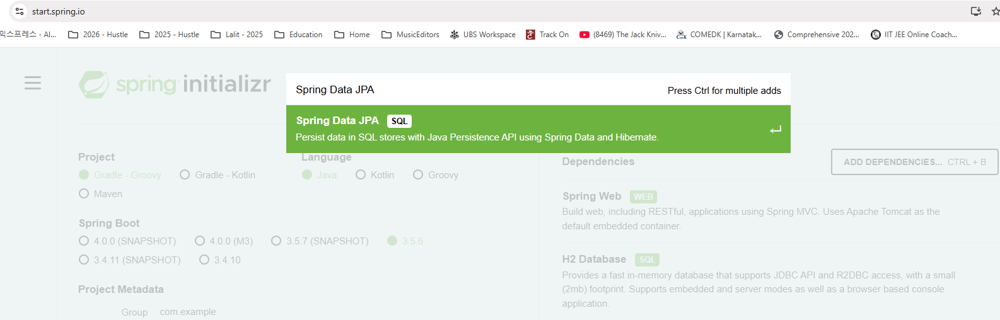 start.spring.io
익스프레스 - Al... 2026 - Hustle 2025 - Hustle Lalit - 2025 Education Home MusicEditors UBS Workspace Track On (8469) The Jack Kniv... COMEDK | Karnatak... Comprehensive 202... IIT JEE Online Coach...
spring initializr
Spring Data JPA Press Ctrl for multiple adds
Spring Data JPA SQL
Persist data in SQL stores with Java Persistence API using Spring Data and Hibernate.
Project
Gradle - Groovy Gradle - Kotlin
Maven
Language
Java Kotlin Groovy
Spring Boot
4.0.0 (SNAPSHOT) 4.0.0 (M3) 3.5.7 (SNAPSHOT) 3.5.6
3.4.11 (SNAPSHOT) 3.4.10
Project Metadata
Group com.example
Dependencies ADD DEPENDENCIES... CTRL + B
Spring Web WEB
Build web, including RESTful, applications using Spring MVC. Uses Apache Tomcat as the
default embedded container.
H2 Database SQL
Provides a fast in-memory database that supports JDBC API and R2DBC access, with a small
(2mb) footprint. Supports embedded and server modes as well as a browser based console
application.